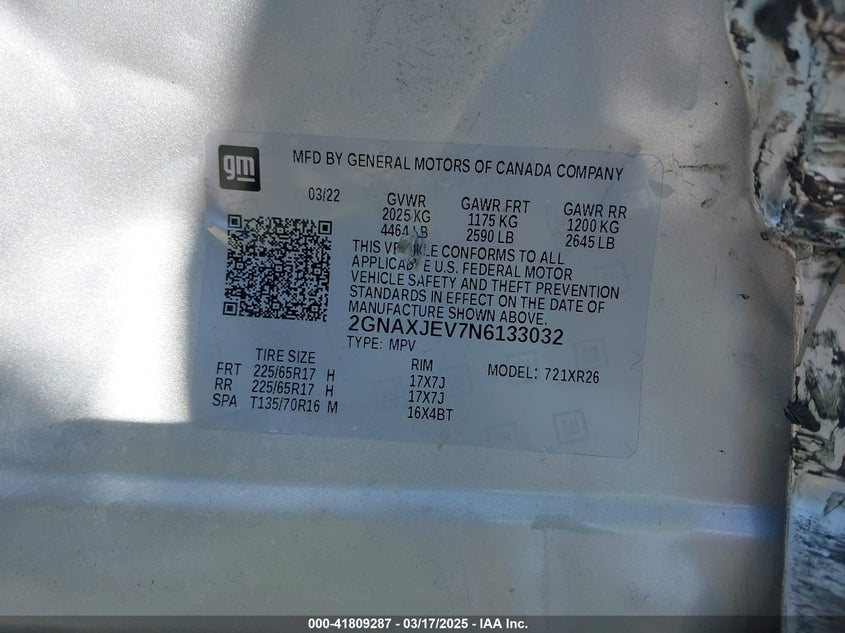 gm
MFD BY GENERAL MOTORS OF CANADA COMPANY
03/22 GVWR GAWR FRT GAWR RR
2025 KG 1175 KG 1200 KG
4464 LB 2590 LB 2645 LB
THIS VEHICLE CONFORMS TO ALL
APPLICABLE U.S. FEDERAL MOTOR
VEHICLE SAFETY AND THEFT PREVENTION
STANDARDS IN EFFECT ON THE DATE OF
MANUFACTURE SHOWN ABOVE.
2GNAXJEV7N6133032
TYPE: MPV
TIRE SIZE RIM MODEL: 721XR26
FRT 225/65R17 H 17X7J
RR 225/65R17 H 17X7J
SPA T135/70R16 M 16X4BT
000-41809287 - 03/17/2025 - IAA Inc.